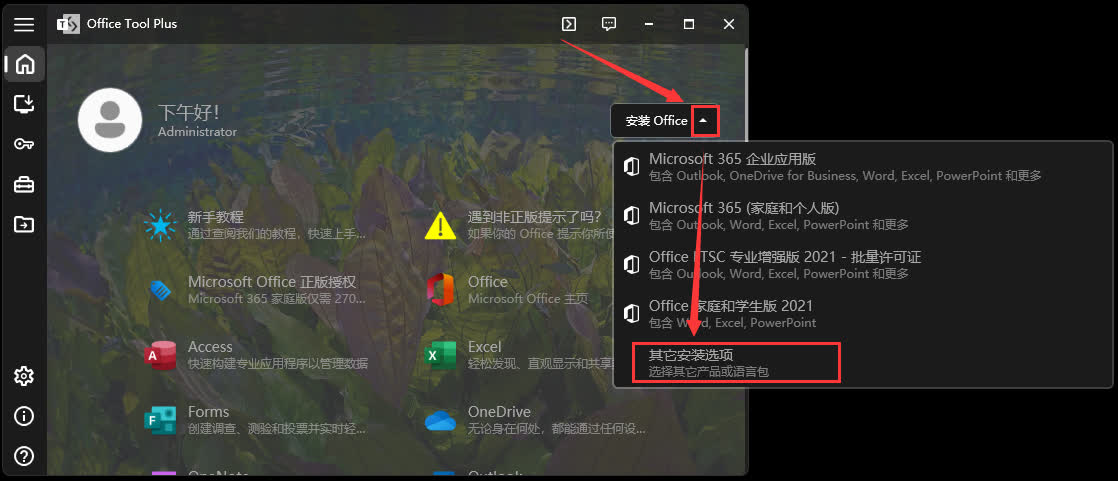 Office Tool Plus
下午好!
Administrator
安装 Office
Microsoft 365 企业应用版
包含 Outlook, OneDrive for Business, Word, Excel, PowerPoint 和更多
Microsoft 365 (家庭和个人版)
包含 Outlook, Word, Excel, PowerPoint 和更多
Office LTSC 专业增强版 2021 - 批量许可证
包含 Outlook, Word, Excel, PowerPoint 和更多
Office 家庭和学生版 2021
包含 Word, Excel, PowerPoint
其它安装选项
选择其它产品或语言包
新手教程
通过查阅我们的教程，快速上手...
遇到非正版提示了吗?
如果你的 Office 提示你所使
Microsoft Office 正版授权
Microsoft 365 家庭版仅需 270...
Office
Microsoft Office 主页
Access
快速构建专业应用程序以管理数据
Excel
轻松发现、直观显示和共享
Forms
创建调查、测验和投票并实时轻...
OneDrive
无论身在何处，都能通过任何设...
OneNote
Outlook